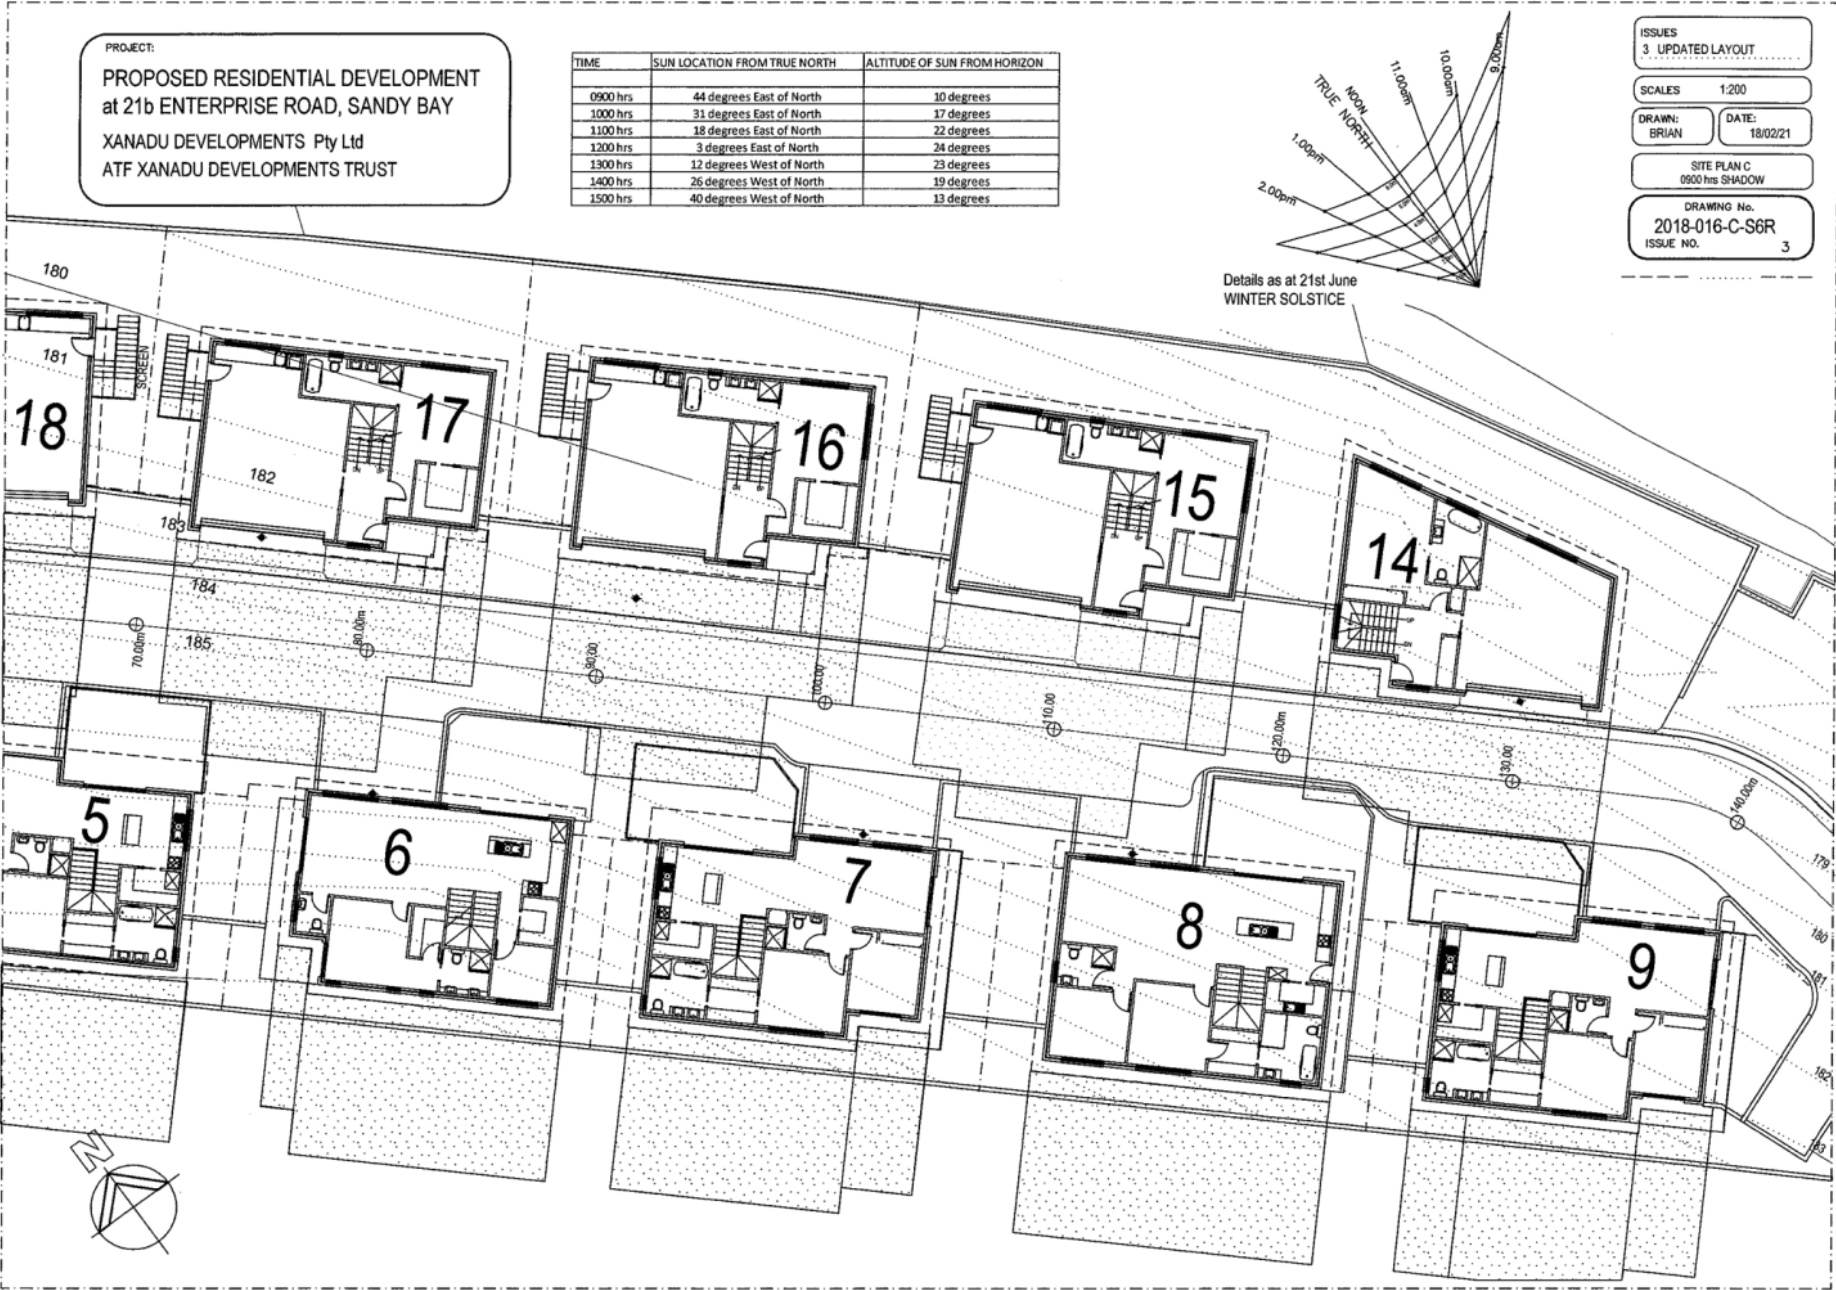 PROJECT:
PROPOSED RESIDENTIAL DEVELOPMENT
at 21b ENTERPRISE ROAD, SANDY BAY
XANADU DEVELOPMENTS Pty Ltd
ATF XANADU DEVELOPMENTS TRUST
TIME SUN LOCATION FROM TRUE NORTH ALTITUDE OF SUN FROM HORIZON
0900 hrs 44 degrees East of North 10 degrees
1000 hrs 31 degrees East of North 17 degrees
1100 hrs 18 degrees East of North 22 degrees
1200 hrs 3 degrees East of North 24 degrees
1300 hrs 12 degrees West of North 23 degrees
1400 hrs 26 degrees West of North 19 degrees
1500 hrs 40 degrees West of North 13 degrees
9.00am
10.00am
11.00am
NOON
TRUE NORTH
1.00pm
2.00pm
Details as at 21st June
WINTER SOLSTICE
ISSUES
3 UPDATED LAYOUT
SCALES 1:200
DRAWN:
BRIAN
DATE:
18/02/21
SITE PLAN C
0900 hrs SHADOW
DRAWING No.
2018-016-C-S6R
ISSUE NO. 3
180
181
SCREEN
18
17
16
15
14
182
183
184
185
70.00m
80.00m
90.00
100.00
110.00
120.00m
130.00
140.00m
5
6
7
8
9
179
180
181
182
183
N